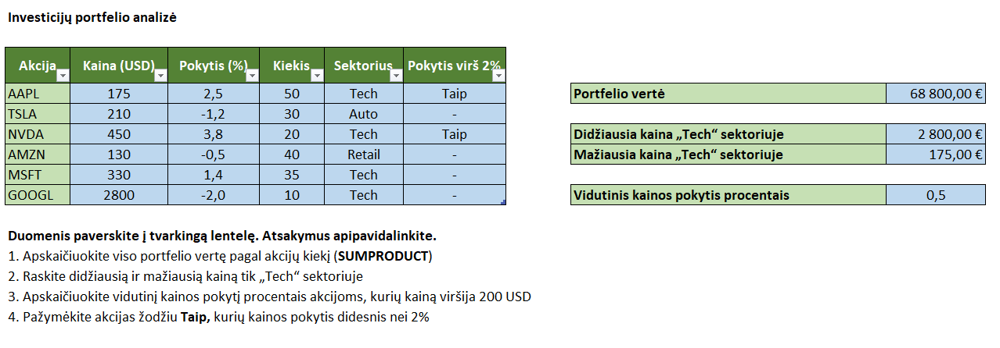 Investicijų portfelio analizė
Akcija Kaina (USD) Pokytis (%) Kiekis Sektorius Pokytis virš 2%
AAPL 175 2,5 50 Tech Taip
TSLA 210 -1,2 30 Auto -
NVDA 450 3,8 20 Tech Taip
AMZN 130 -0,5 40 Retail -
MSFT 330 1,4 35 Tech -
GOOGL 2800 -2,0 10 Tech -
Portfelio vertė 68 800,00 €
Didžiausia kaina „Tech“ sektoriuje 2 800,00 €
Mažiausia kaina „Tech“ sektoriuje 175,00 €
Vidutinis kainos pokytis procentais 0,5
Duomenis paverskite į tvarkingą lentelę. Atsakymus apipavidalinkite.
1. Apskaičiuokite viso portfelio vertę pagal akcijų kiekį (SUMPRODUCT)
2. Raskite didžiausią ir mažiausią kainą tik „Tech“ sektoriuje
3. Apskaičiuokite vidutinį kainos pokytį procentais akcijoms, kurių kainą viršija 200 USD
4. Pažymėkite akcijas žodžiu Taip, kurių kainos pokytis didesnis nei 2%